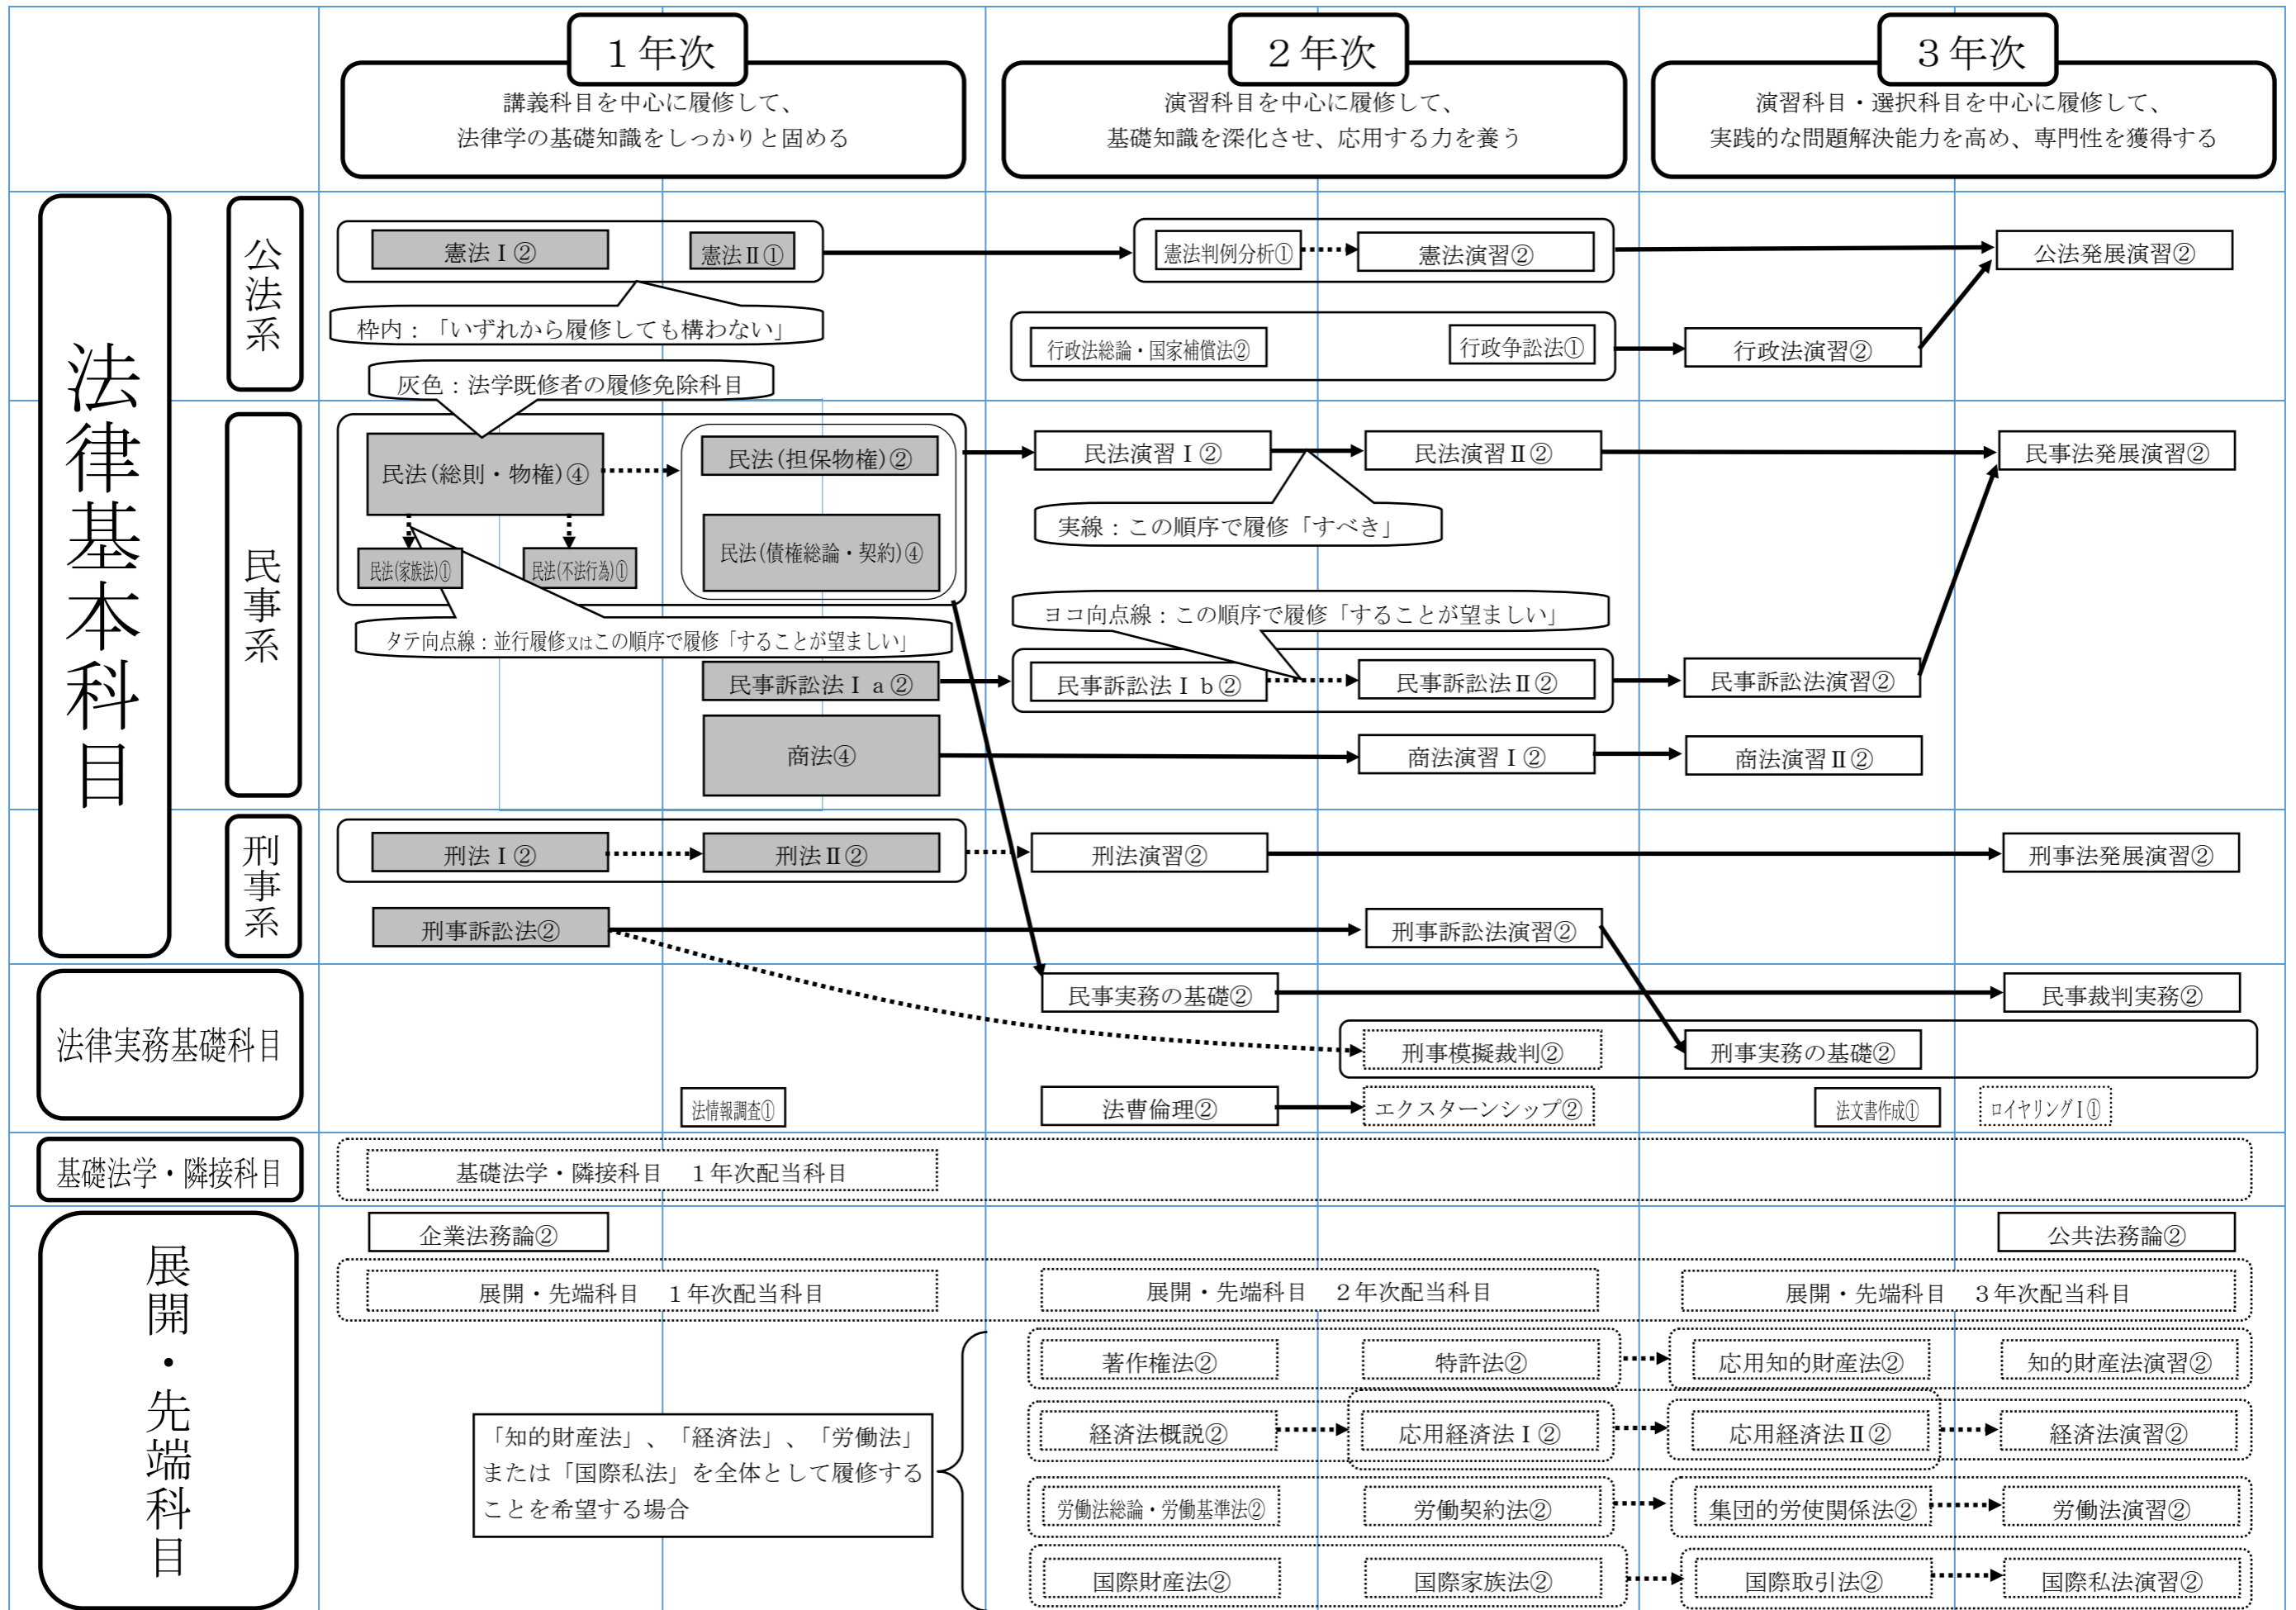 1年次
講義科目を中心に履修して、
法律学の基礎知識をしっかりと固める
2年次
演習科目を中心に履修して、
基礎知識を深化させ、応用する力を養う
3年次
演習科目・選択科目を中心に履修して、
実践的な問題解決能力を高め、専門性を獲得する
法律基本科目
公法系
憲法Ⅰ②
憲法Ⅱ①
憲法判例分析①
憲法演習②
公法発展演習②
枠内：「いずれから履修しても構わない」
行政法総論・国家補償法②
行政争訟法①
行政法演習②
灰色：法学既修者の履修免除科目
民事系
民法(総則・物権)④
民法(担保物権)②
民法演習Ⅰ②
民法演習Ⅱ②
民事法発展演習②
実線：この順序で履修「すべき」
民法(家族法)①
民法(不法行為)①
民法(債権総論・契約)④
ヨコ向点線：この順序で履修「することが望ましい」
タテ向点線：並行履修又はこの順序で履修「することが望ましい」
民事訴訟法Ⅰa②
民事訴訟法Ⅰb②
民事訴訟法Ⅱ②
民事訴訟法演習②
商法④
商法演習Ⅰ②
商法演習Ⅱ②
刑事系
刑法Ⅰ②
刑法Ⅱ②
刑法演習②
刑事法発展演習②
刑事訴訟法②
刑事訴訟法演習②
法律実務基礎科目
民事実務の基礎②
民事裁判実務②
刑事模擬裁判②
刑事実務の基礎②
法情報調査①
法曹倫理②
エクスターンシップ②
法文書作成①
ロイヤリングⅠ①
基礎法学・隣接科目
基礎法学・隣接科目　1年次配当科目
展開・先端科目
企業法務論②
公共法務論②
展開・先端科目　1年次配当科目
展開・先端科目　2年次配当科目
展開・先端科目　3年次配当科目
著作権法②
特許法②
応用知的財産法②
知的財産法演習②
「知的財産法」、「経済法」、「労働法」
または「国際私法」を全体として履修する
ことを希望する場合
経済法概説②
応用経済法Ⅰ②
応用経済法Ⅱ②
経済法演習②
労働法総論・労働基準法②
労働契約法②
集団的労使関係法②
労働法演習②
国際財産法②
国際家族法②
国際取引法②
国際私法演習②